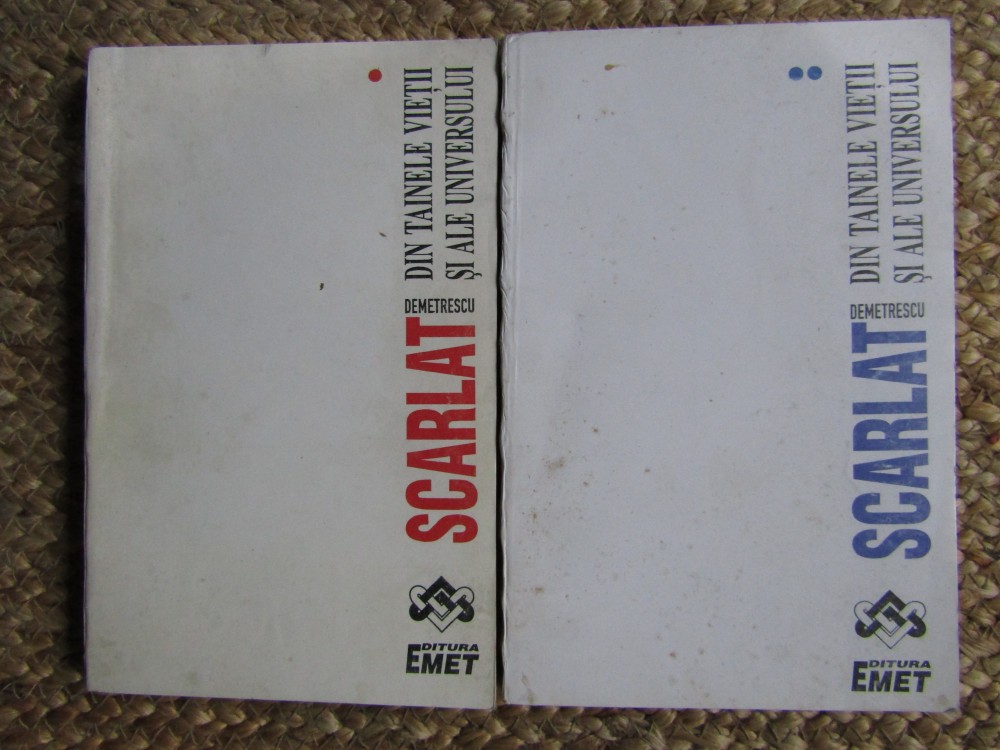 DIN TAINELE VIEȚII
ȘI ALE UNIVERSULUI
DEMETRESCU
SCARLAT
EDITURA
EMET
DIN TAINELE VIEȚII
ȘI ALE UNIVERSULUI
DEMETRESCU
SCARLAT
EDITURA
EMET